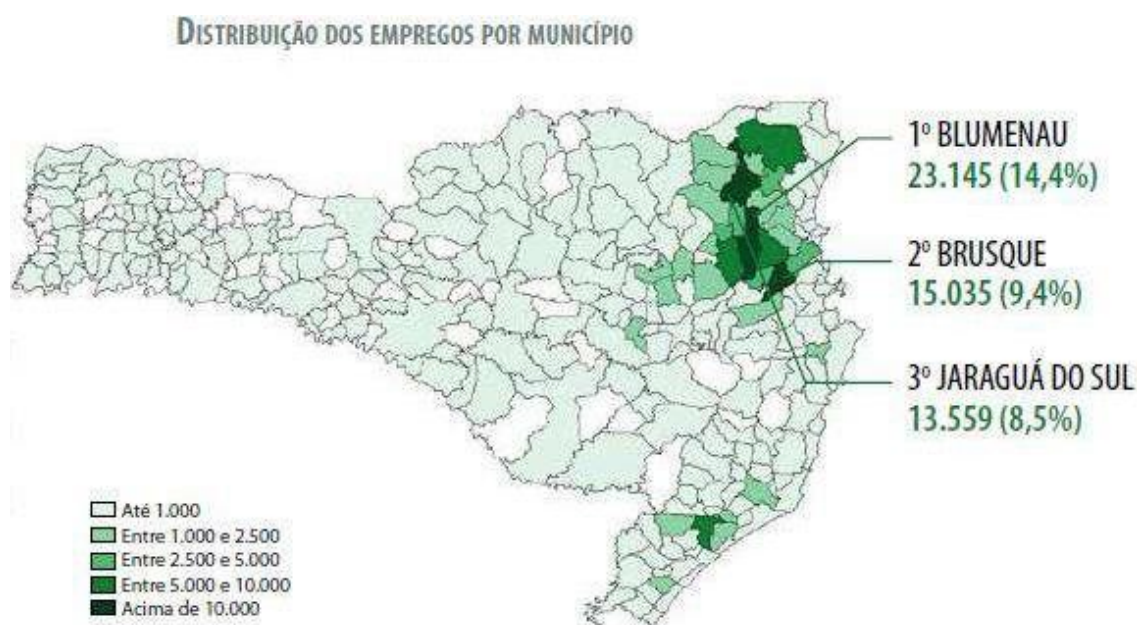 DISTRIBUIÇÃO DOS EMPREGOS POR MUNICÍPIO
1º BLUMENAU
23.145 (14,4%)
2º BRUSQUE
15.035 (9,4%)
3º JARAGUÁ DO SUL
13.559 (8,5%)
Até 1.000
Entre 1.000 e 2.500
Entre 2.500 e 5.000
Entre 5.000 e 10.000
Acima de 10.000